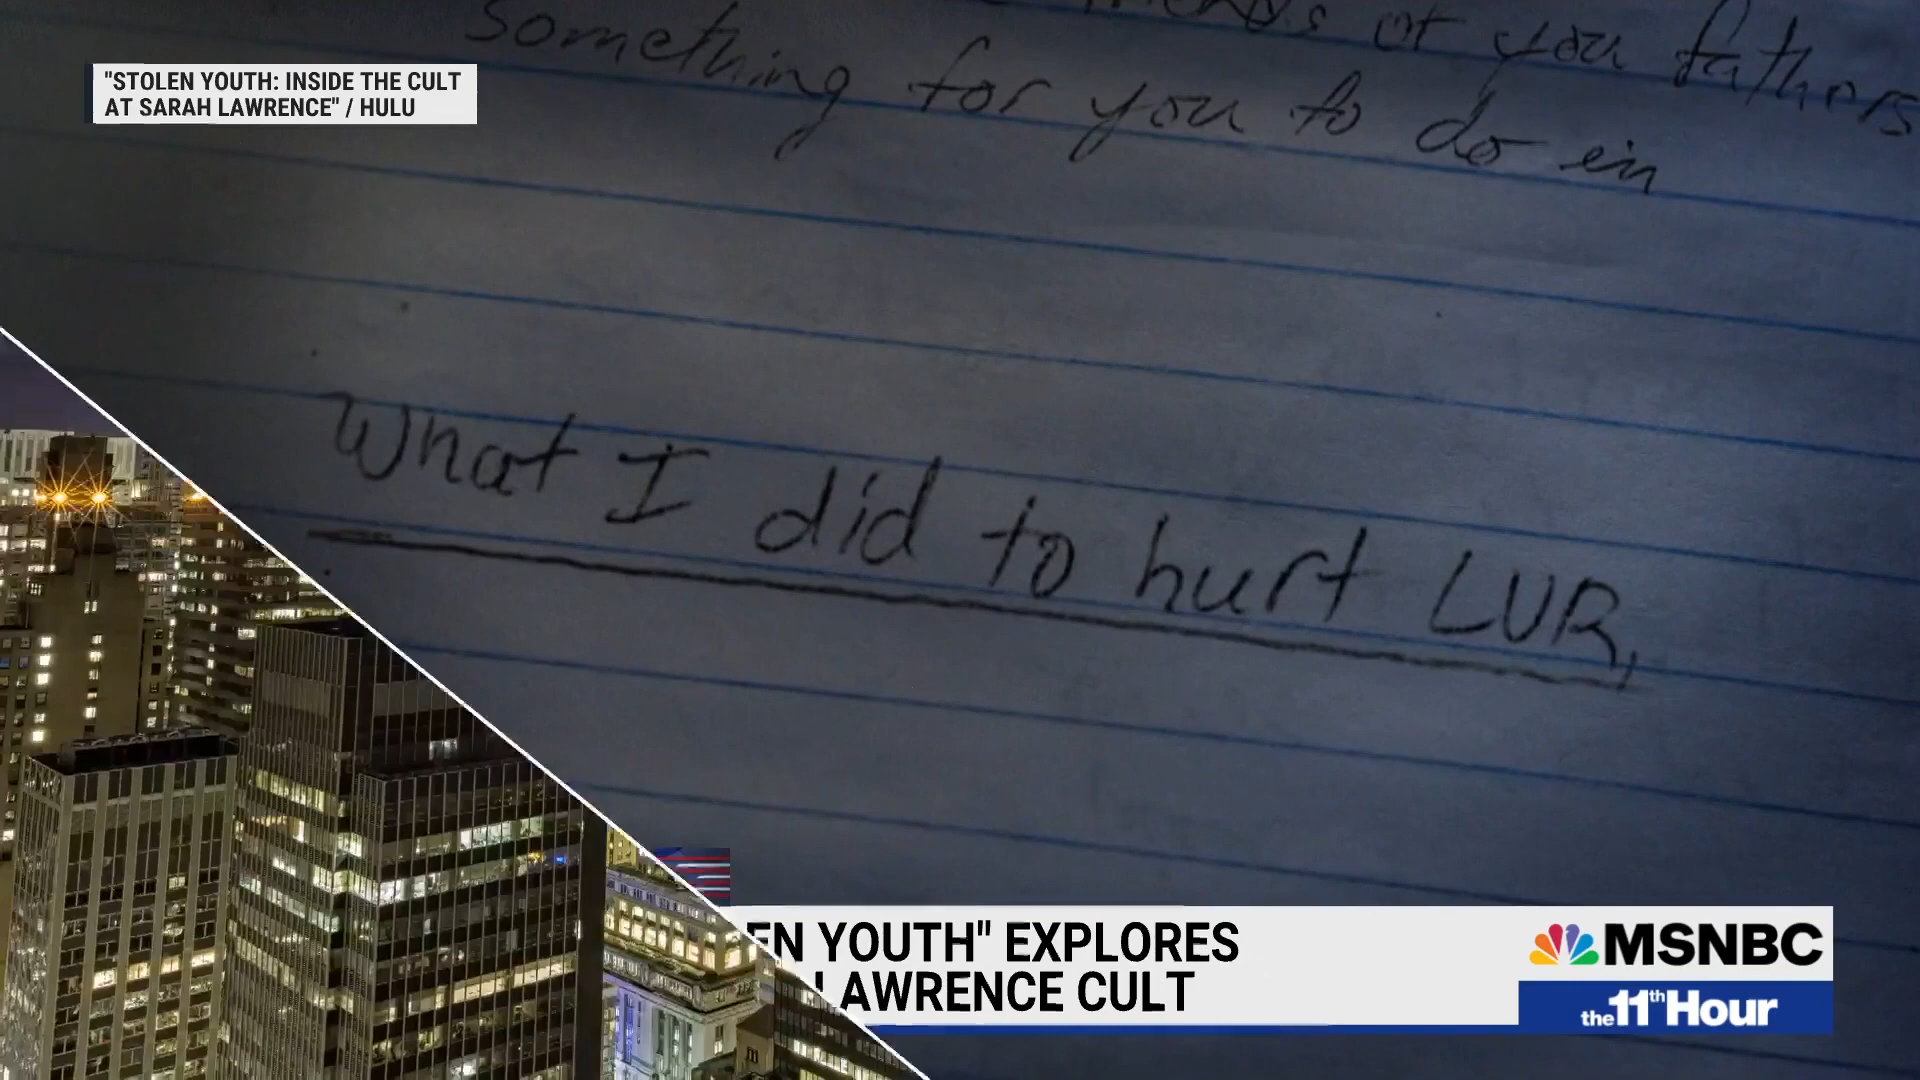 "STOLEN YOUTH: INSIDE THE CULT
AT SARAH LAWRENCE" / HULU
of you fathers
Something for you to do in
What I did to hurt LVR,
EN YOUTH" EXPLORES
LAWRENCE CULT
MSNBC
the 11th Hour